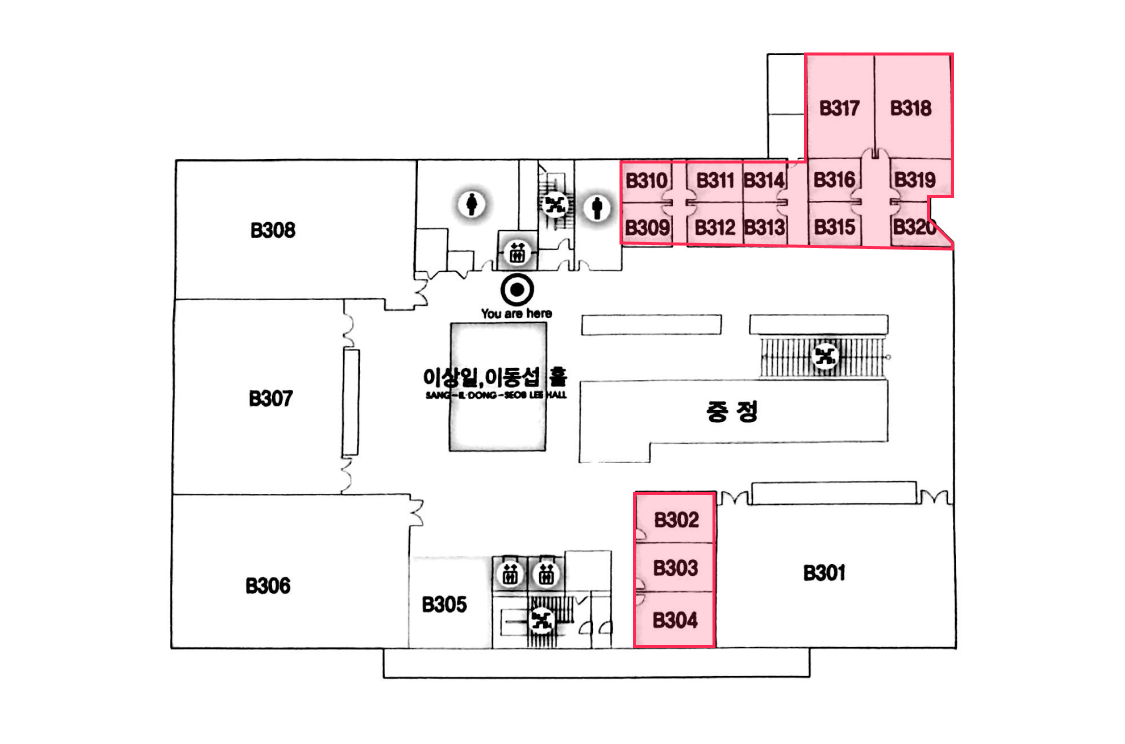 B317
B318
B310
B311
B314
B316
B319
B309
B312
B313
B315
B320
B308
You are here
이상일,이동섭 홀
SANG-IL·DONG-SEOB LEE HALL
B307
중 정
B302
B303
B304
B301
B306
B305